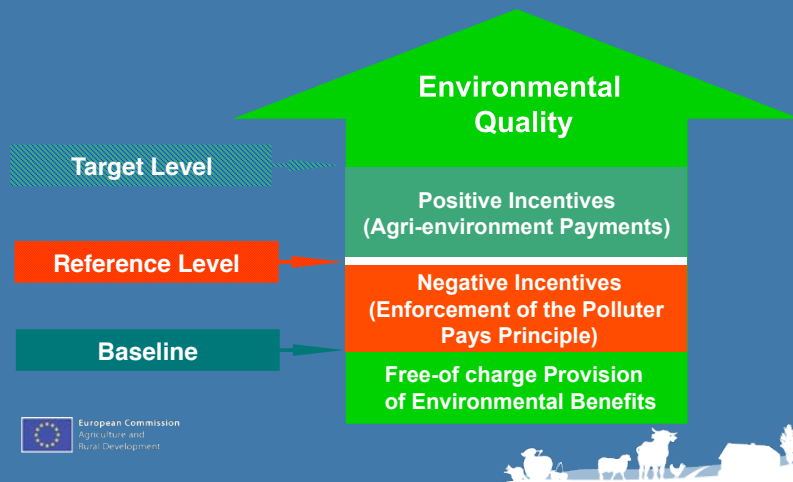 Environmental
Quality
Target Level
Positive Incentives
(Agri-environment Payments)
Reference Level
Negative Incentives
(Enforcement of the Polluter
Pays Principle)
Baseline
Free-of charge Provision
of Environmental Benefits
European Commission
Agriculture and
Rural Development